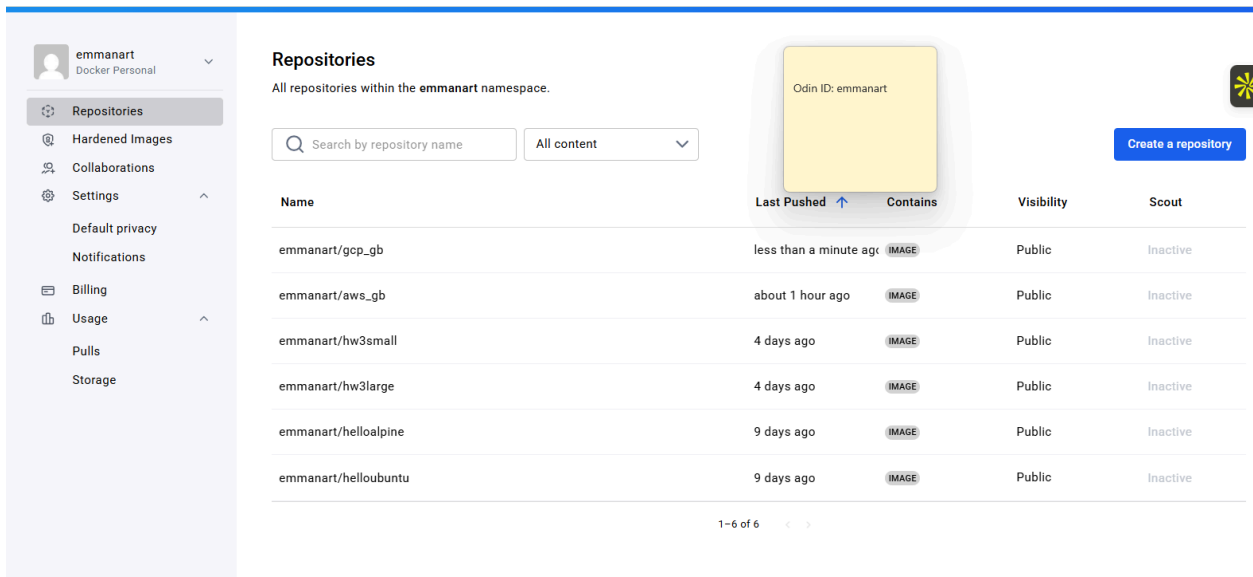 emmanart
Docker Personal
Repositories
Hardened Images
Collaborations
Settings
Default privacy
Notifications
Billing
Usage
Pulls
Storage
Repositories
All repositories within the emmanart namespace.
Odin ID: emmanart
Search by repository name
All content
Create a repository
Name Last Pushed Contains Visibility Scout
emmanart/gcp_gb less than a minute ago IMAGE Public Inactive
emmanart/aws_gb about 1 hour ago IMAGE Public Inactive
emmanart/hw3small 4 days ago IMAGE Public Inactive
emmanart/hw3large 4 days ago IMAGE Public Inactive
emmanart/helloalpine 9 days ago IMAGE Public Inactive
emmanart/helloubuntu 9 days ago IMAGE Public Inactive
1–6 of 6